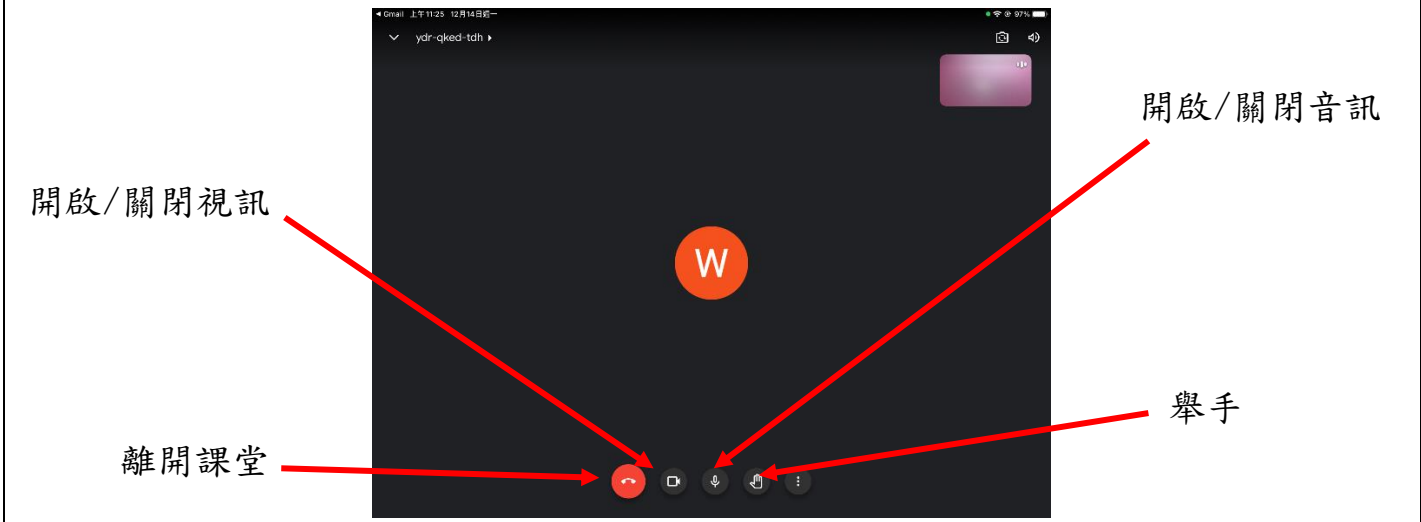 Gmail 上午11:25 12月14日週一 97%
ydr-qked-tdh
開啟/關閉音訊
開啟/關閉視訊
W
舉手
離開課堂